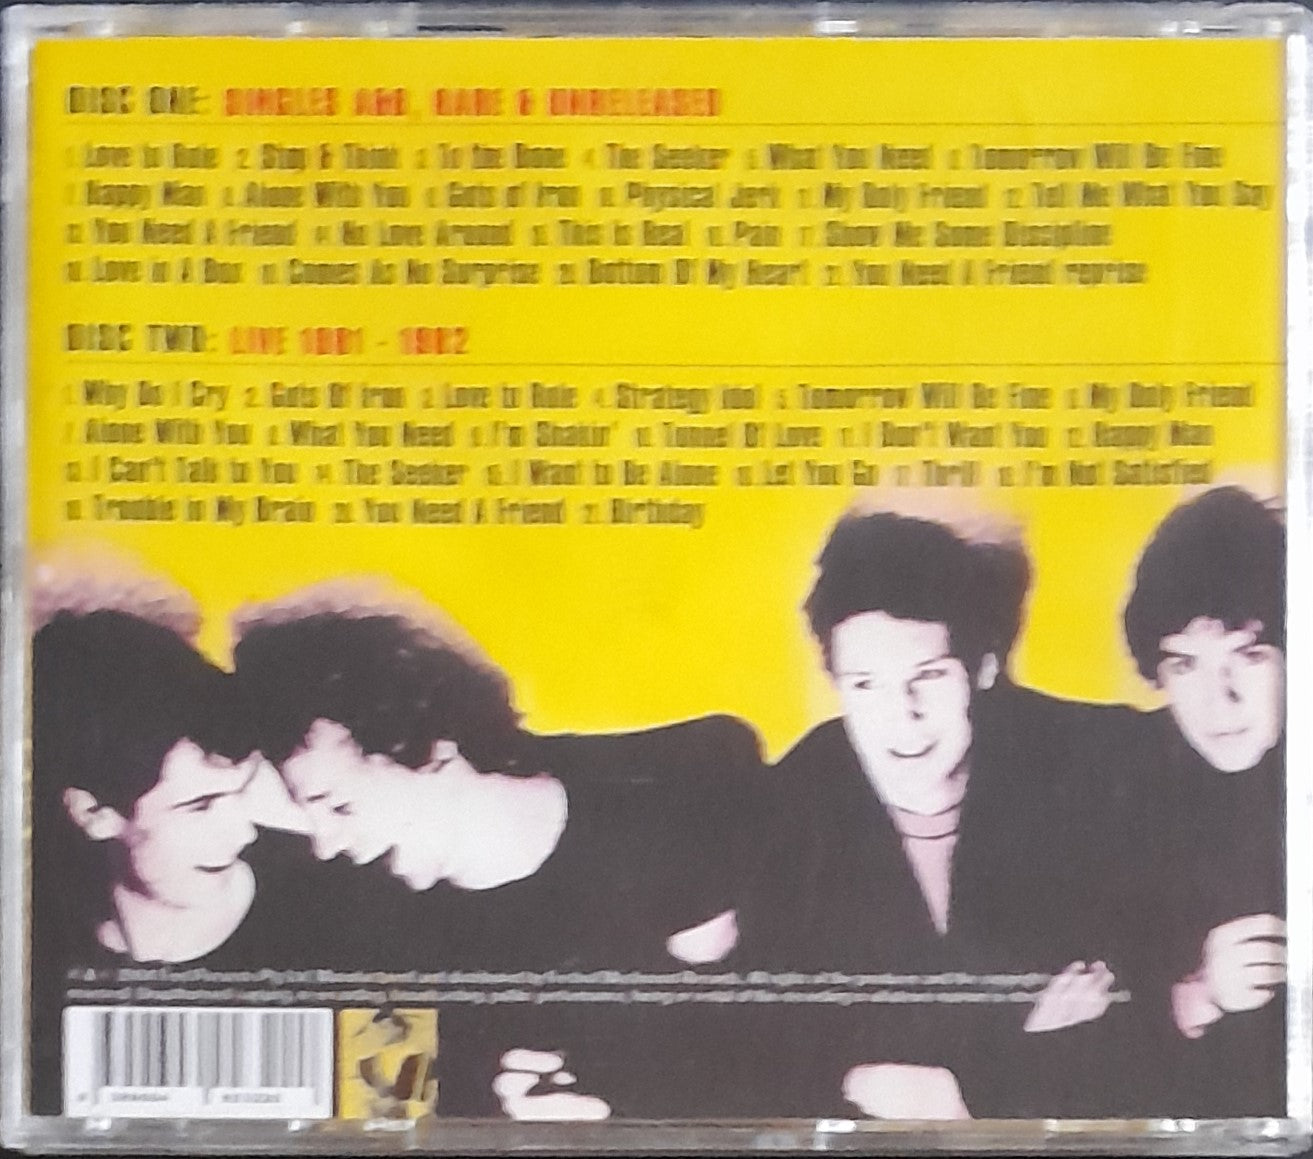 DISC ONE: SINGLES A&B, RARE & UNRELEASED
1. Love to Rule 2. Stop & Think 3. To the Bone 4. The Seeker 5. What You Need 6. Tomorrow Will Be Fine
7. Happy Man 8. Alone With You 9. Guts of Iron 10. Physical Jerk 11. My Only Friend 12. Tell Me What You Say
13. You Need A Friend 14. No Love Around 15. This is Real 16. Pain 17. Show Me Some Discipline
18. Love in A Box 19. Comes As No Surprise 20. Bottom Of My Heart 21. You Need A Friend reprise
DISC TWO: LIVE 1981 - 1982
1. Why Do I Cry 2. Guts Of Iron 3. Love to Rule 4. Strategy 5. Tomorrow Will Be Fine 6. My Only Friend
7. Alone With You 8. What You Need 9. I'm Shakin' 10. Tunnel Of Love 11. I Don't Want You 12. Happy Man
13. I Can't Talk to You 14. The Seeker 15. I Want to Be Alone 16. Let You Go 17. Thrill 18. I'm Not Satisfied
19. Trouble in My Brain 20. You Need A Friend 21. Birthday